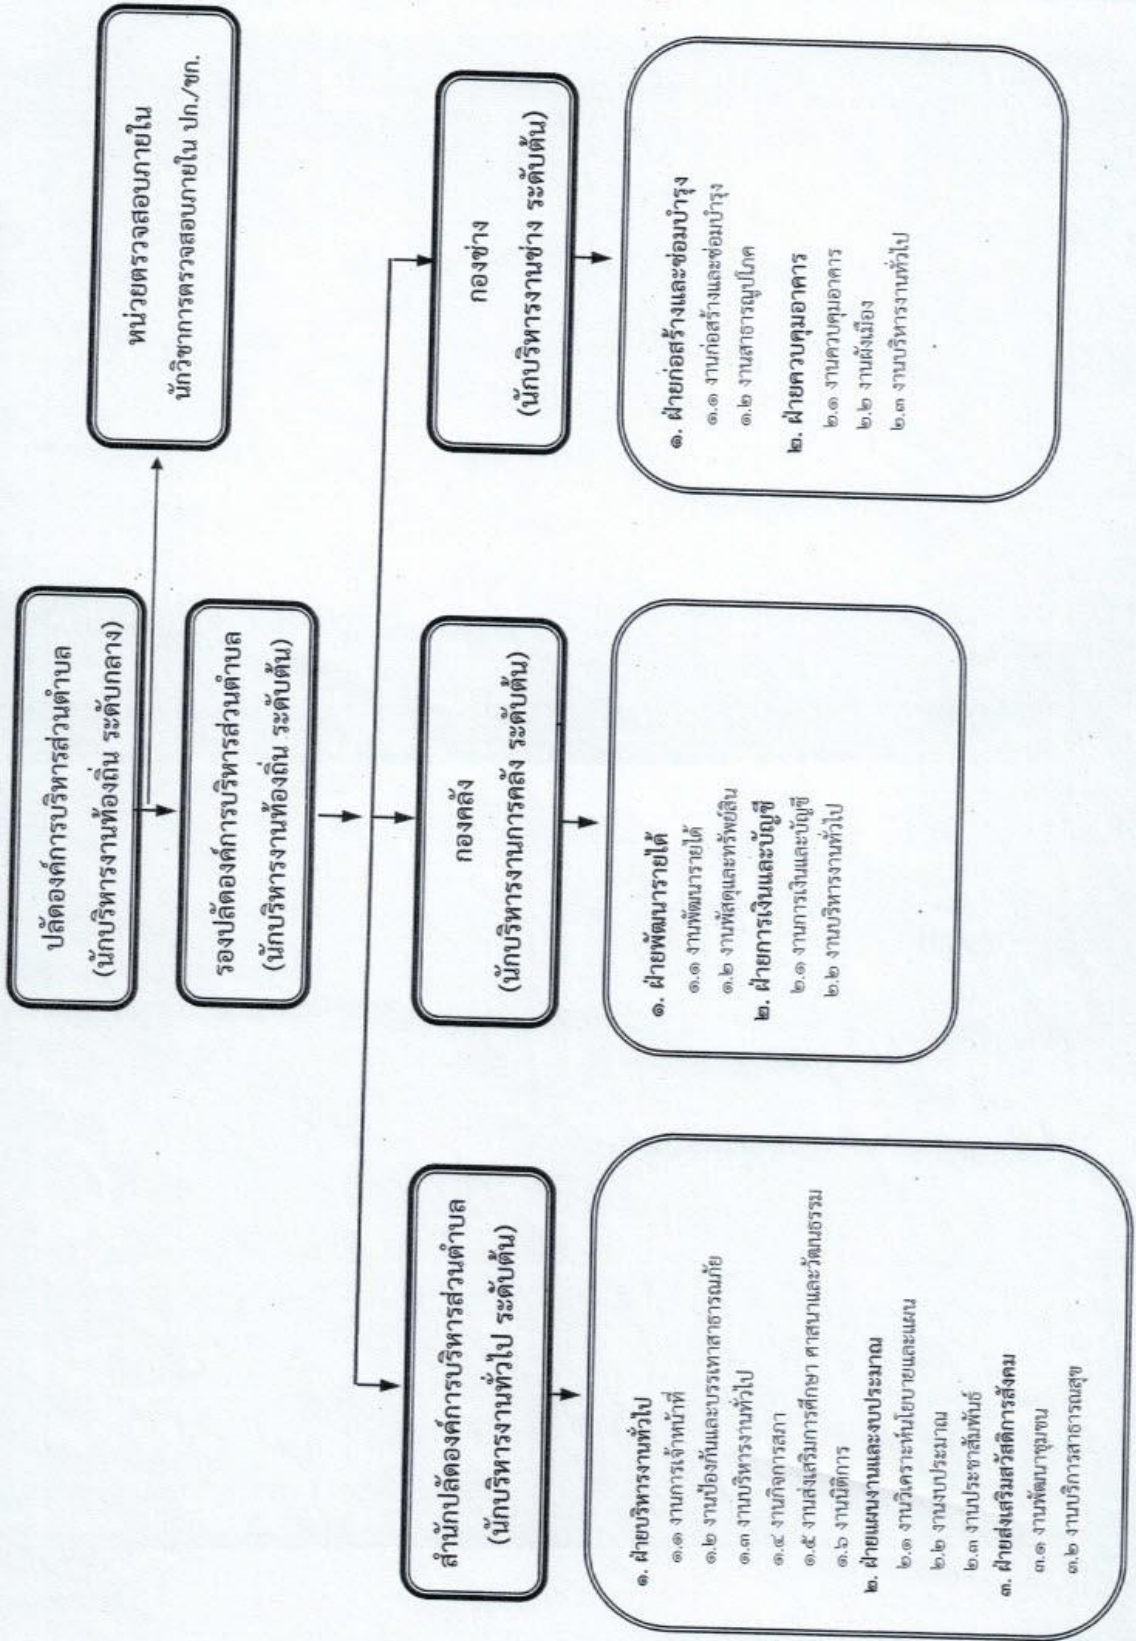 ปลัดองค์การบริหารส่วนตำบล
(นักบริหารงานท้องถิ่น ระดับกลาง)
หน่วยตรวจสอบภายใน
นักวิชาการตรวจสอบภายใน ปก./ชก.
รองปลัดองค์การบริหารส่วนตำบล
(นักบริหารงานท้องถิ่น ระดับต้น)
สำนักปลัดองค์การบริหารส่วนตำบล
(นักบริหารงานทั่วไป ระดับต้น)
๑. ฝ่ายบริหารงานทั่วไป
๑.๑ งานการเจ้าหน้าที่
๑.๒ งานป้องกันและบรรเทาสาธารณภัย
๑.๓ งานบริหารงานทั่วไป
๑.๔ งานกิจการสภา
๑.๕ งานส่งเสริมการศึกษา ศาสนาและวัฒนธรรม
๑.๖ งานนิติการ
๒. ฝ่ายแผนงานและงบประมาณ
๒.๑ งานวิเคราะห์นโยบายและแผน
๒.๒ งานงบประมาณ
๒.๓ งานประชาสัมพันธ์
๓. ฝ่ายส่งเสริมสวัสดิการสังคม
๓.๑ งานพัฒนาชุมชน
๓.๒ งานบริการสาธารณสุข
กองคลัง
(นักบริหารงานการคลัง ระดับต้น)
๑. ฝ่ายพัฒนารายได้
๑.๑ งานพัฒนารายได้
๑.๒ งานพัสดุและทรัพย์สิน
๒. ฝ่ายการเงินและบัญชี
๒.๑ งานการเงินและบัญชี
๒.๒ งานบริหารงานทั่วไป
กองช่าง
(นักบริหารงานช่าง ระดับต้น)
๑. ฝ่ายก่อสร้างและซ่อมบำรุง
๑.๑ งานก่อสร้างและซ่อมบำรุง
๑.๒ งานสาธารณูปโภค
๒. ฝ่ายควบคุมอาคาร
๒.๑ งานควบคุมอาคาร
๒.๒ งานผังเมือง
๒.๓ งานบริหารงานทั่วไป